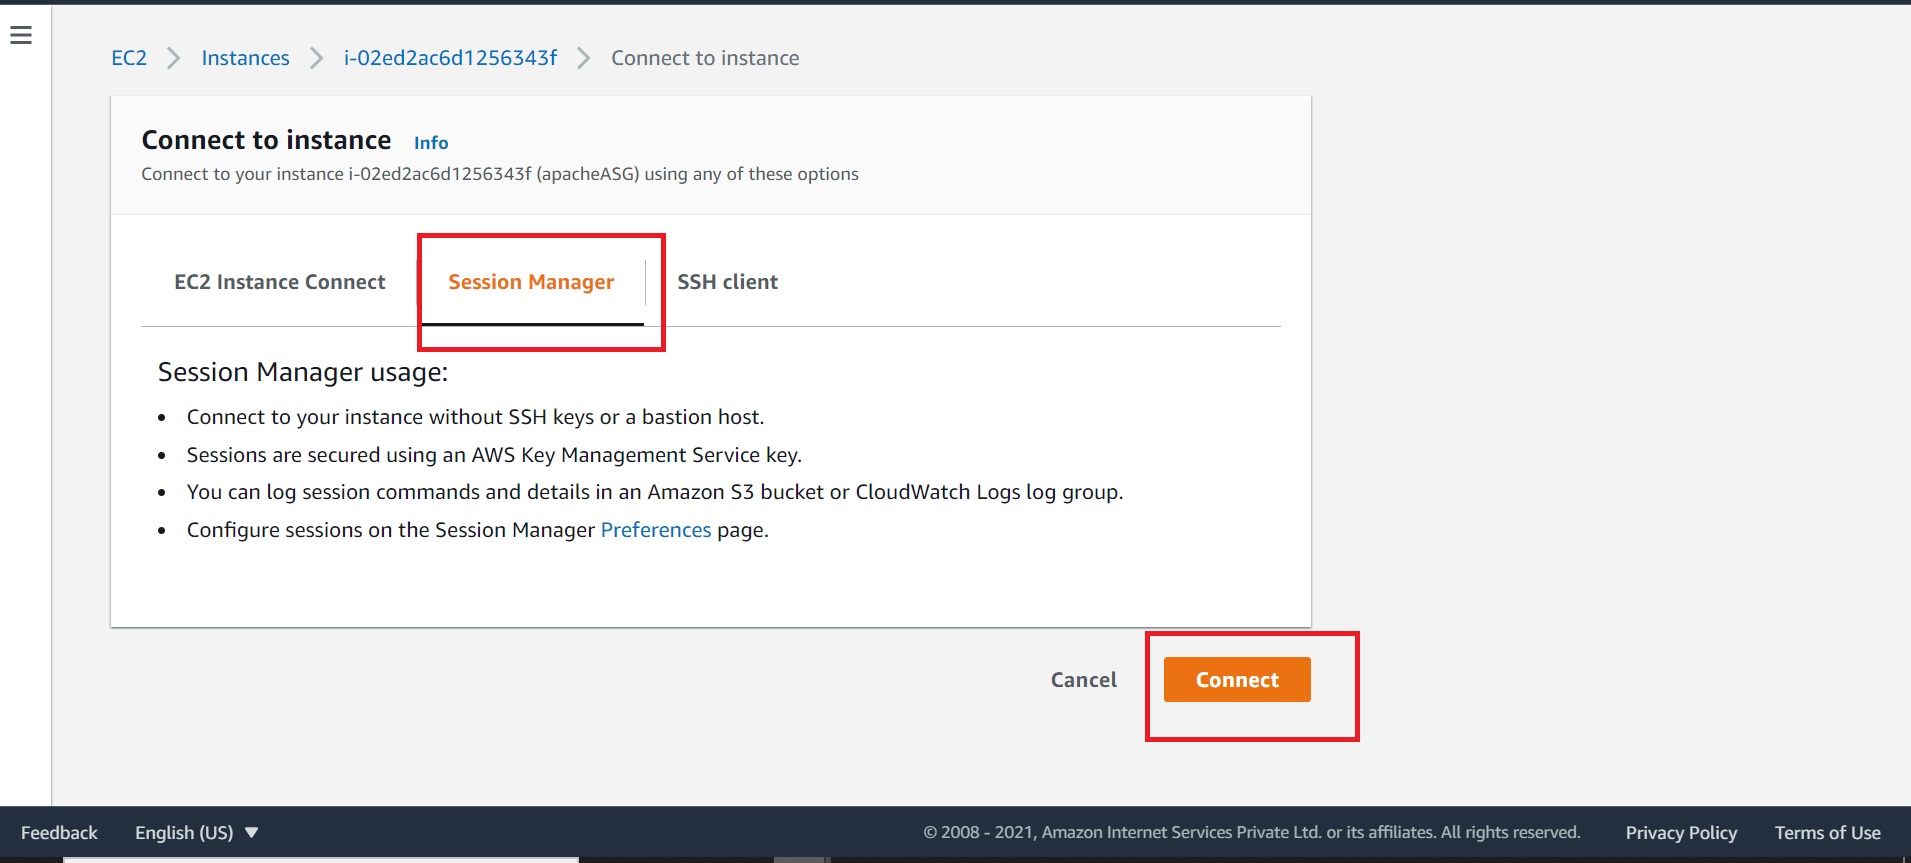 EC2 Instances i-02ed2ac6d1256343f Connect to instance
Connect to instance Info
Connect to your instance i-02ed2ac6d1256343f (apacheASG) using any of these options
EC2 Instance Connect Session Manager SSH client
Session Manager usage:
Connect to your instance without SSH keys or a bastion host.
Sessions are secured using an AWS Key Management Service key.
You can log session commands and details in an Amazon S3 bucket or CloudWatch Logs log group.
Configure sessions on the Session Manager Preferences page.
Cancel Connect
Feedback English (US) © 2008 - 2021, Amazon Internet Services Private Ltd. or its affiliates. All rights reserved. Privacy Policy Terms of Use